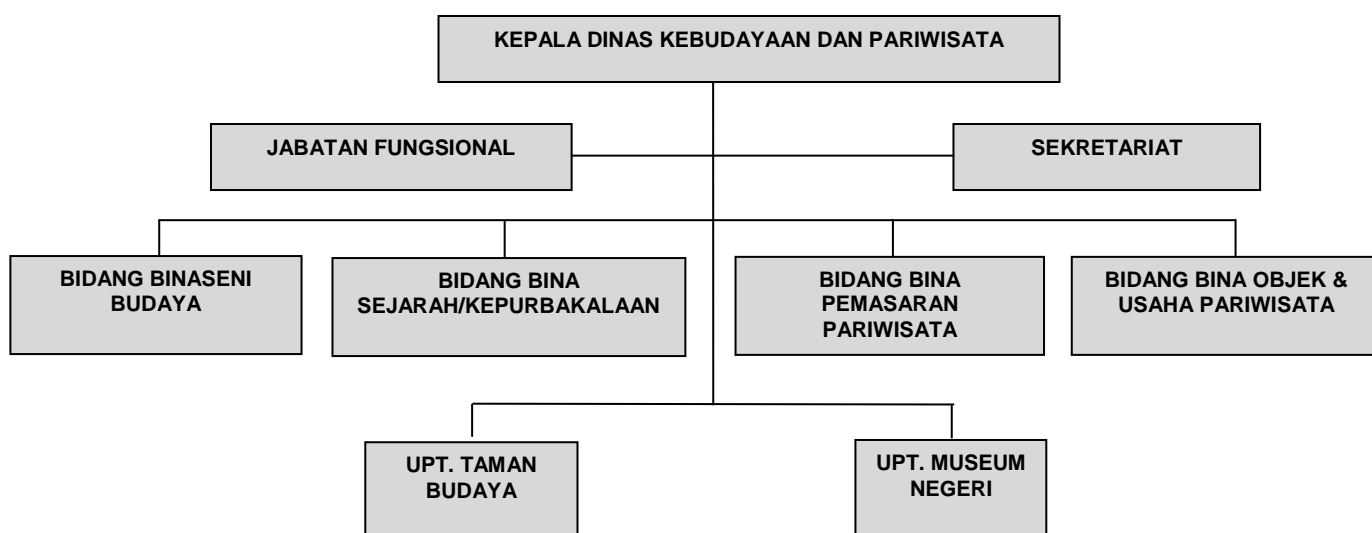 KEPALA DINAS KEBUDAYAAN DAN PARIWISATA
JABATAN FUNGSIONAL
SEKRETARIAT
BIDANG BINASENI
BUDAYA
BIDANG BINA
SEJARAH/KEPURBAKALAAN
BIDANG BINA
PEMASARAN
PARIWISATA
BIDANG BINA OBJEK &
USAHA PARIWISATA
UPT. TAMAN
BUDAYA
UPT. MUSEUM
NEGERI